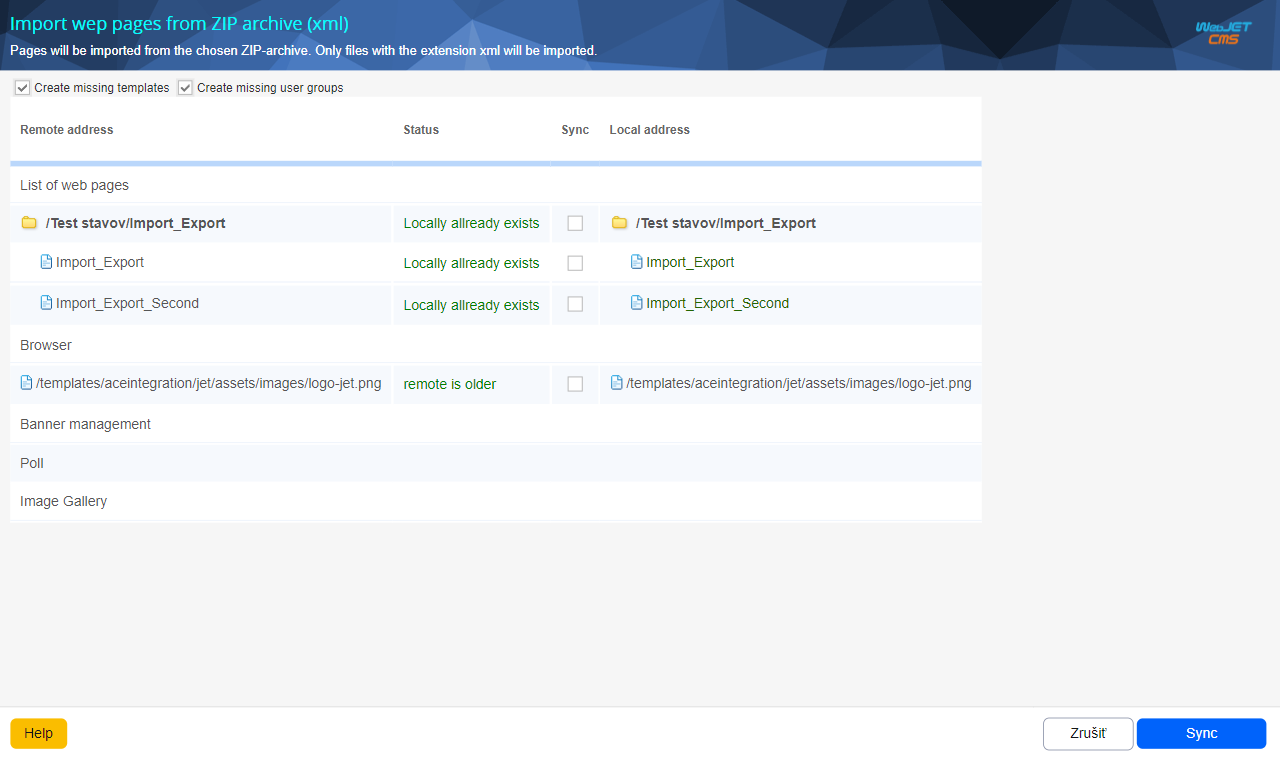 Import wep pages from ZIP archive (xml)
Pages will be imported from the chosen ZIP-archive. Only files with the extension xml will be imported.
WebJET
CMS
Create missing templates Create missing user groups
Remote address Status Sync Local address
List of web pages
/Test stavov/Import_Export Locally allready exists /Test stavov/Import_Export
Import_Export Locally allready exists Import_Export
Import_Export_Second Locally allready exists Import_Export_Second
Browser
/templates/aceintegration/jet/assets/images/logo-jet.png remote is older /templates/aceintegration/jet/assets/images/logo-jet.png
Banner management
Poll
Image Gallery
Help Zrušiť Sync